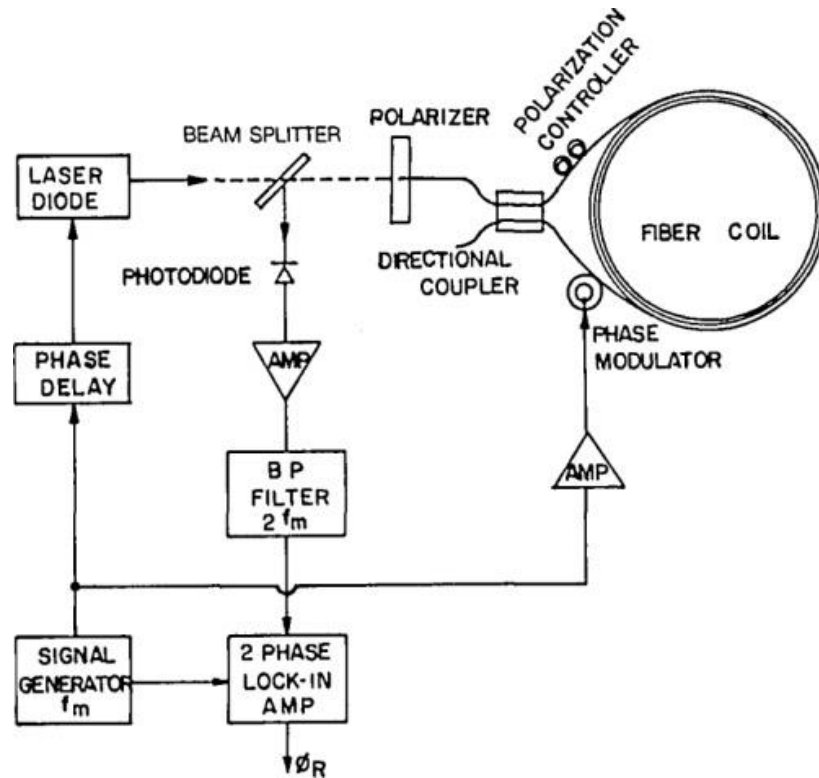 POLARIZATION
CONTROLLER
POLARIZER
BEAM SPLITTER
LASER
DIODE
FIBER COIL
DIRECTIONAL
COUPLER
PHOTODIODE
PHASE
MODULATOR
PHASE
DELAY
AMP
AMP
BP
FILTER
2 fm
SIGNAL
GENERATOR
fm
2 PHASE
LOCK-IN
AMP
ØR